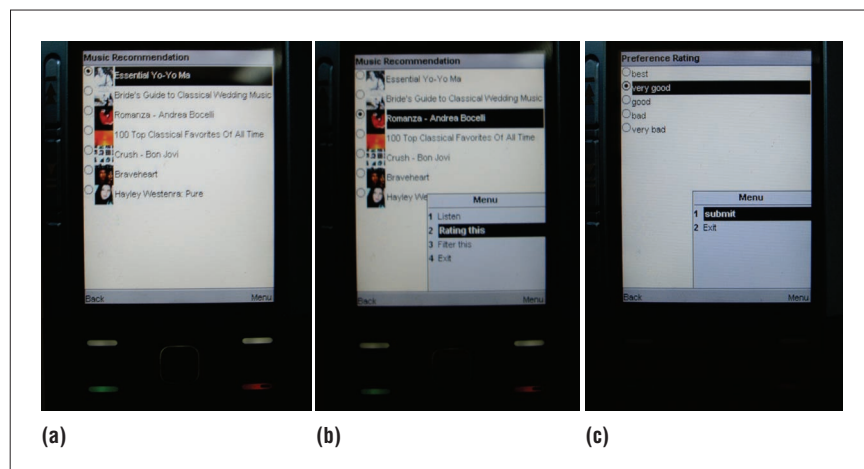 Music Recommendation
Essential Yo-Yo Ma
Bride's Guide to Classical Wedding Music
Romanza - Andrea Bocelli
100 Top Classical Favorites Of All Time
Crush - Bon Jovi
Braveheart
Hayley Westenra: Pure
Back
Menu
(a)
Music Recommendation
Essential Yo-Yo Ma
Bride's Guide to Classical Wedding Music
Romanza - Andrea Bocelli
100 Top Classical Favorites Of All Time
Crush - Bon Jovi
Braveheart
Hayley We
Menu
1 Listen
2 Rating this
3 Filter this
4 Exit
Back
Menu
(b)
Preference Rating
best
very good
good
bad
very bad
Menu
1 submit
2 Exit
Back
Menu
(c)